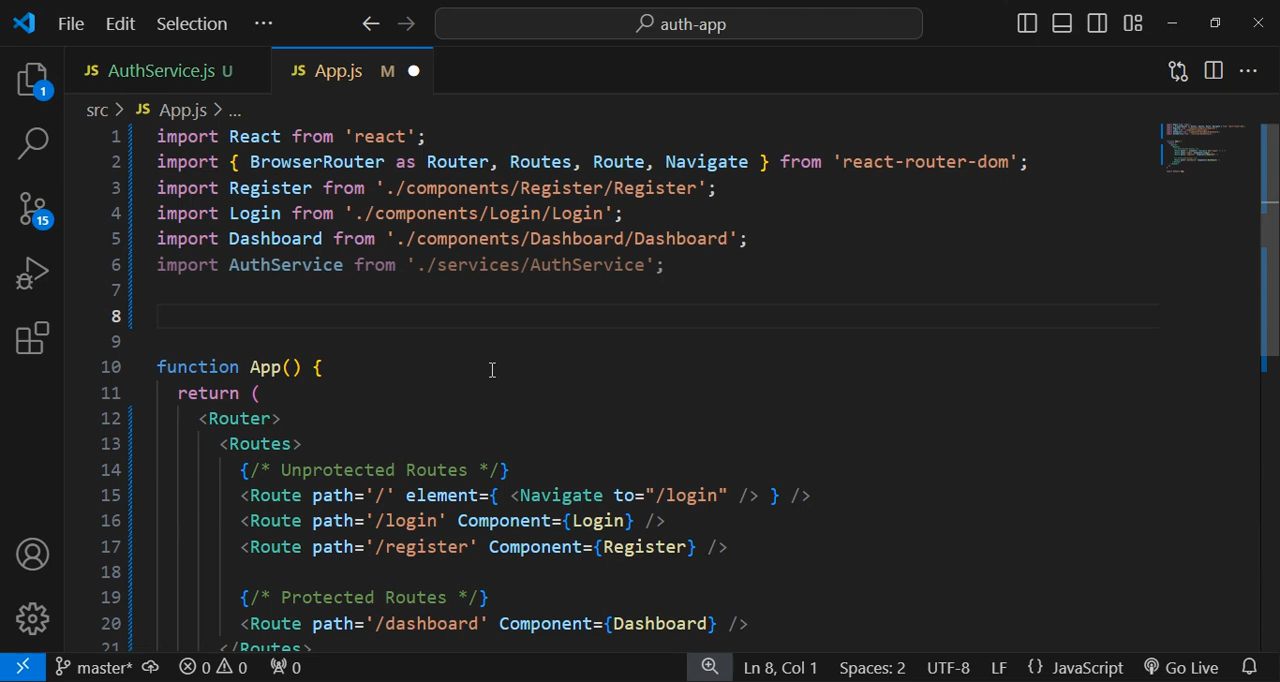 File Edit Selection ··· auth-app
JS AuthService.js U JS App.js M
src > JS App.js > ...
1 import React from 'react';
2 import { BrowserRouter as Router, Routes, Route, Navigate } from 'react-router-dom';
3 import Register from './components/Register/Register';
4 import Login from './components/Login/Login';
5 import Dashboard from './components/Dashboard/Dashboard';
6 import AuthService from './services/AuthService';
7
8
9
10 function App() {
11 return (
12 <Router>
13 <Routes>
14 {/* Unprotected Routes */}
15 <Route path='/' element={ <Navigate to="/login" /> } />
16 <Route path='/login' Component={Login} />
17 <Route path='/register' Component={Register} />
18
19 {/* Protected Routes */}
20 <Route path='/dashboard' Component={Dashboard} />
21 </Routes>
1
15
master* 0 0 0 Ln 8, Col 1 Spaces: 2 UTF-8 LF {} JavaScript Go Live